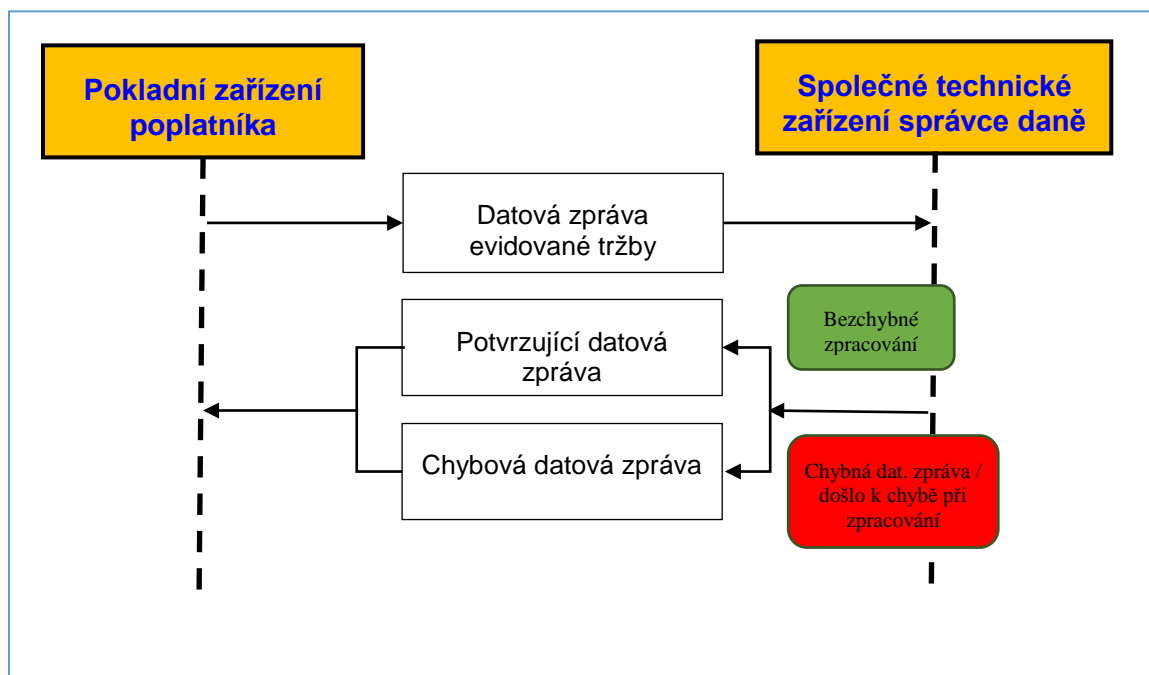 Pokladní zařízení
poplatníka
Společné technické
zařízení správce daně
Datová zpráva
evidované tržby
Bezchybné
zpracování
Potvrzující datová
zpráva
Chybová datová zpráva
Chybná dat. zpráva /
došlo k chybě při
zpracování